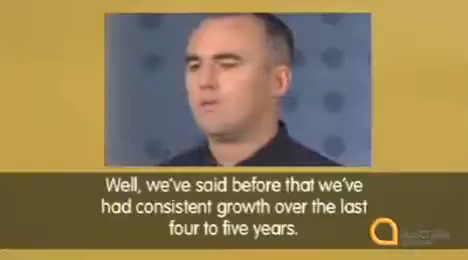 Well, we've said before that we've
had consistent growth over the last
four to five years.